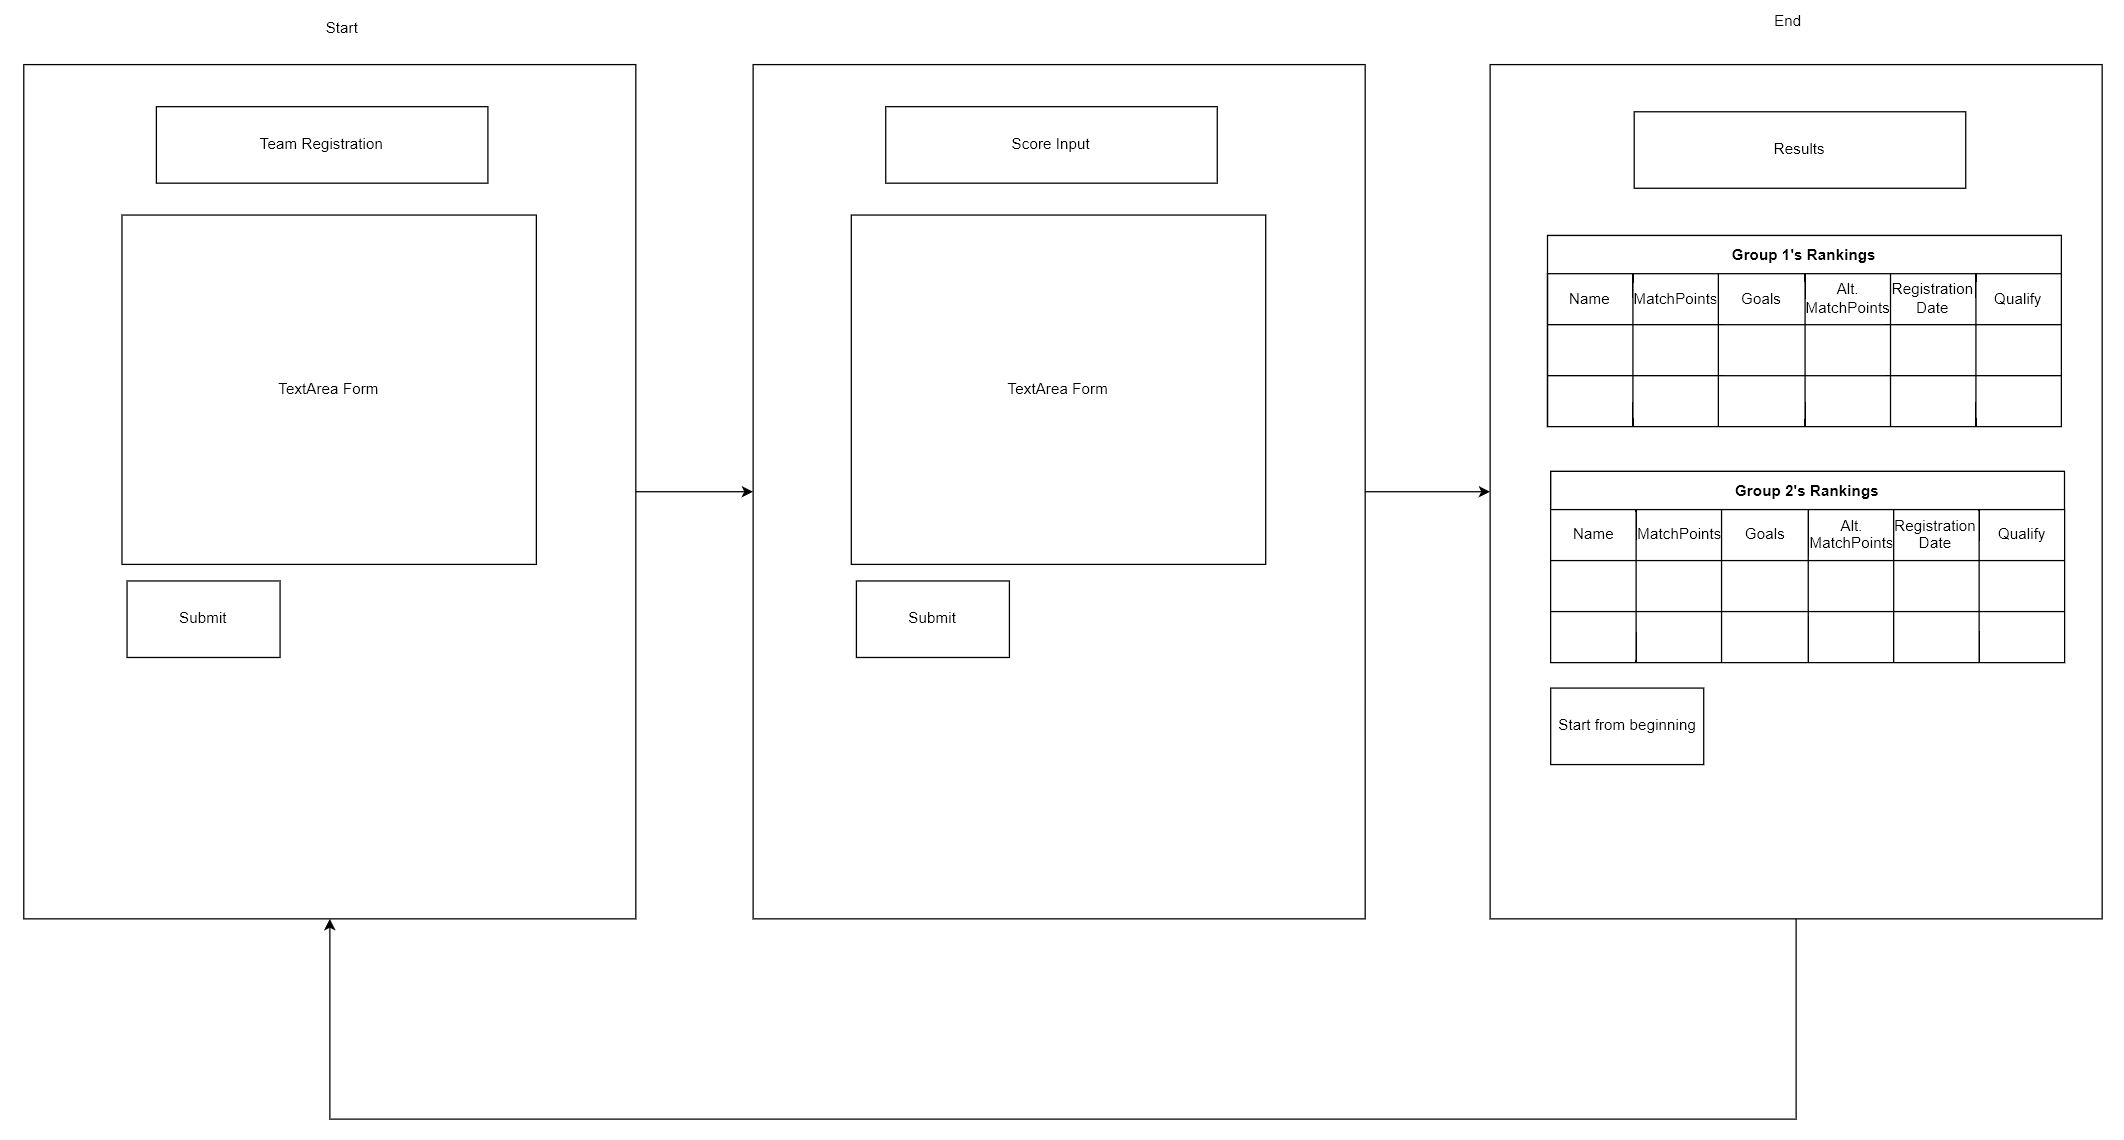 Start
End
Team Registration
TextArea Form
Submit
Score Input
TextArea Form
Submit
Results
Group 1's Rankings
Name MatchPoints Goals Alt. MatchPoints Registration Date Qualify
Group 2's Rankings
Name MatchPoints Goals Alt. MatchPoints Registration Date Qualify
Start from beginning